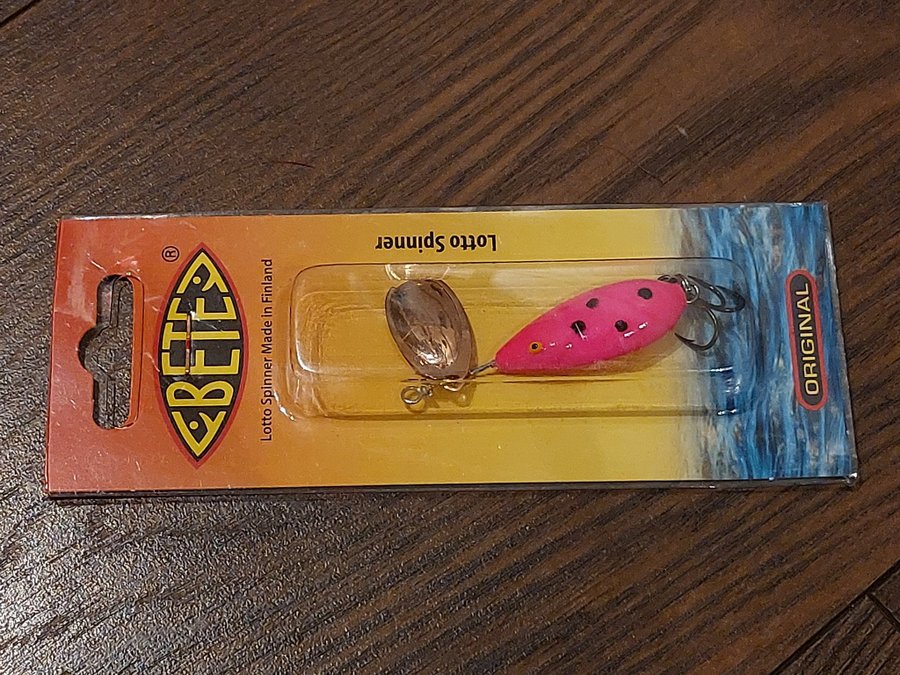 BETE®
Lotto Spinner Made in Finland
Lotto Spinner
ORIGINAL